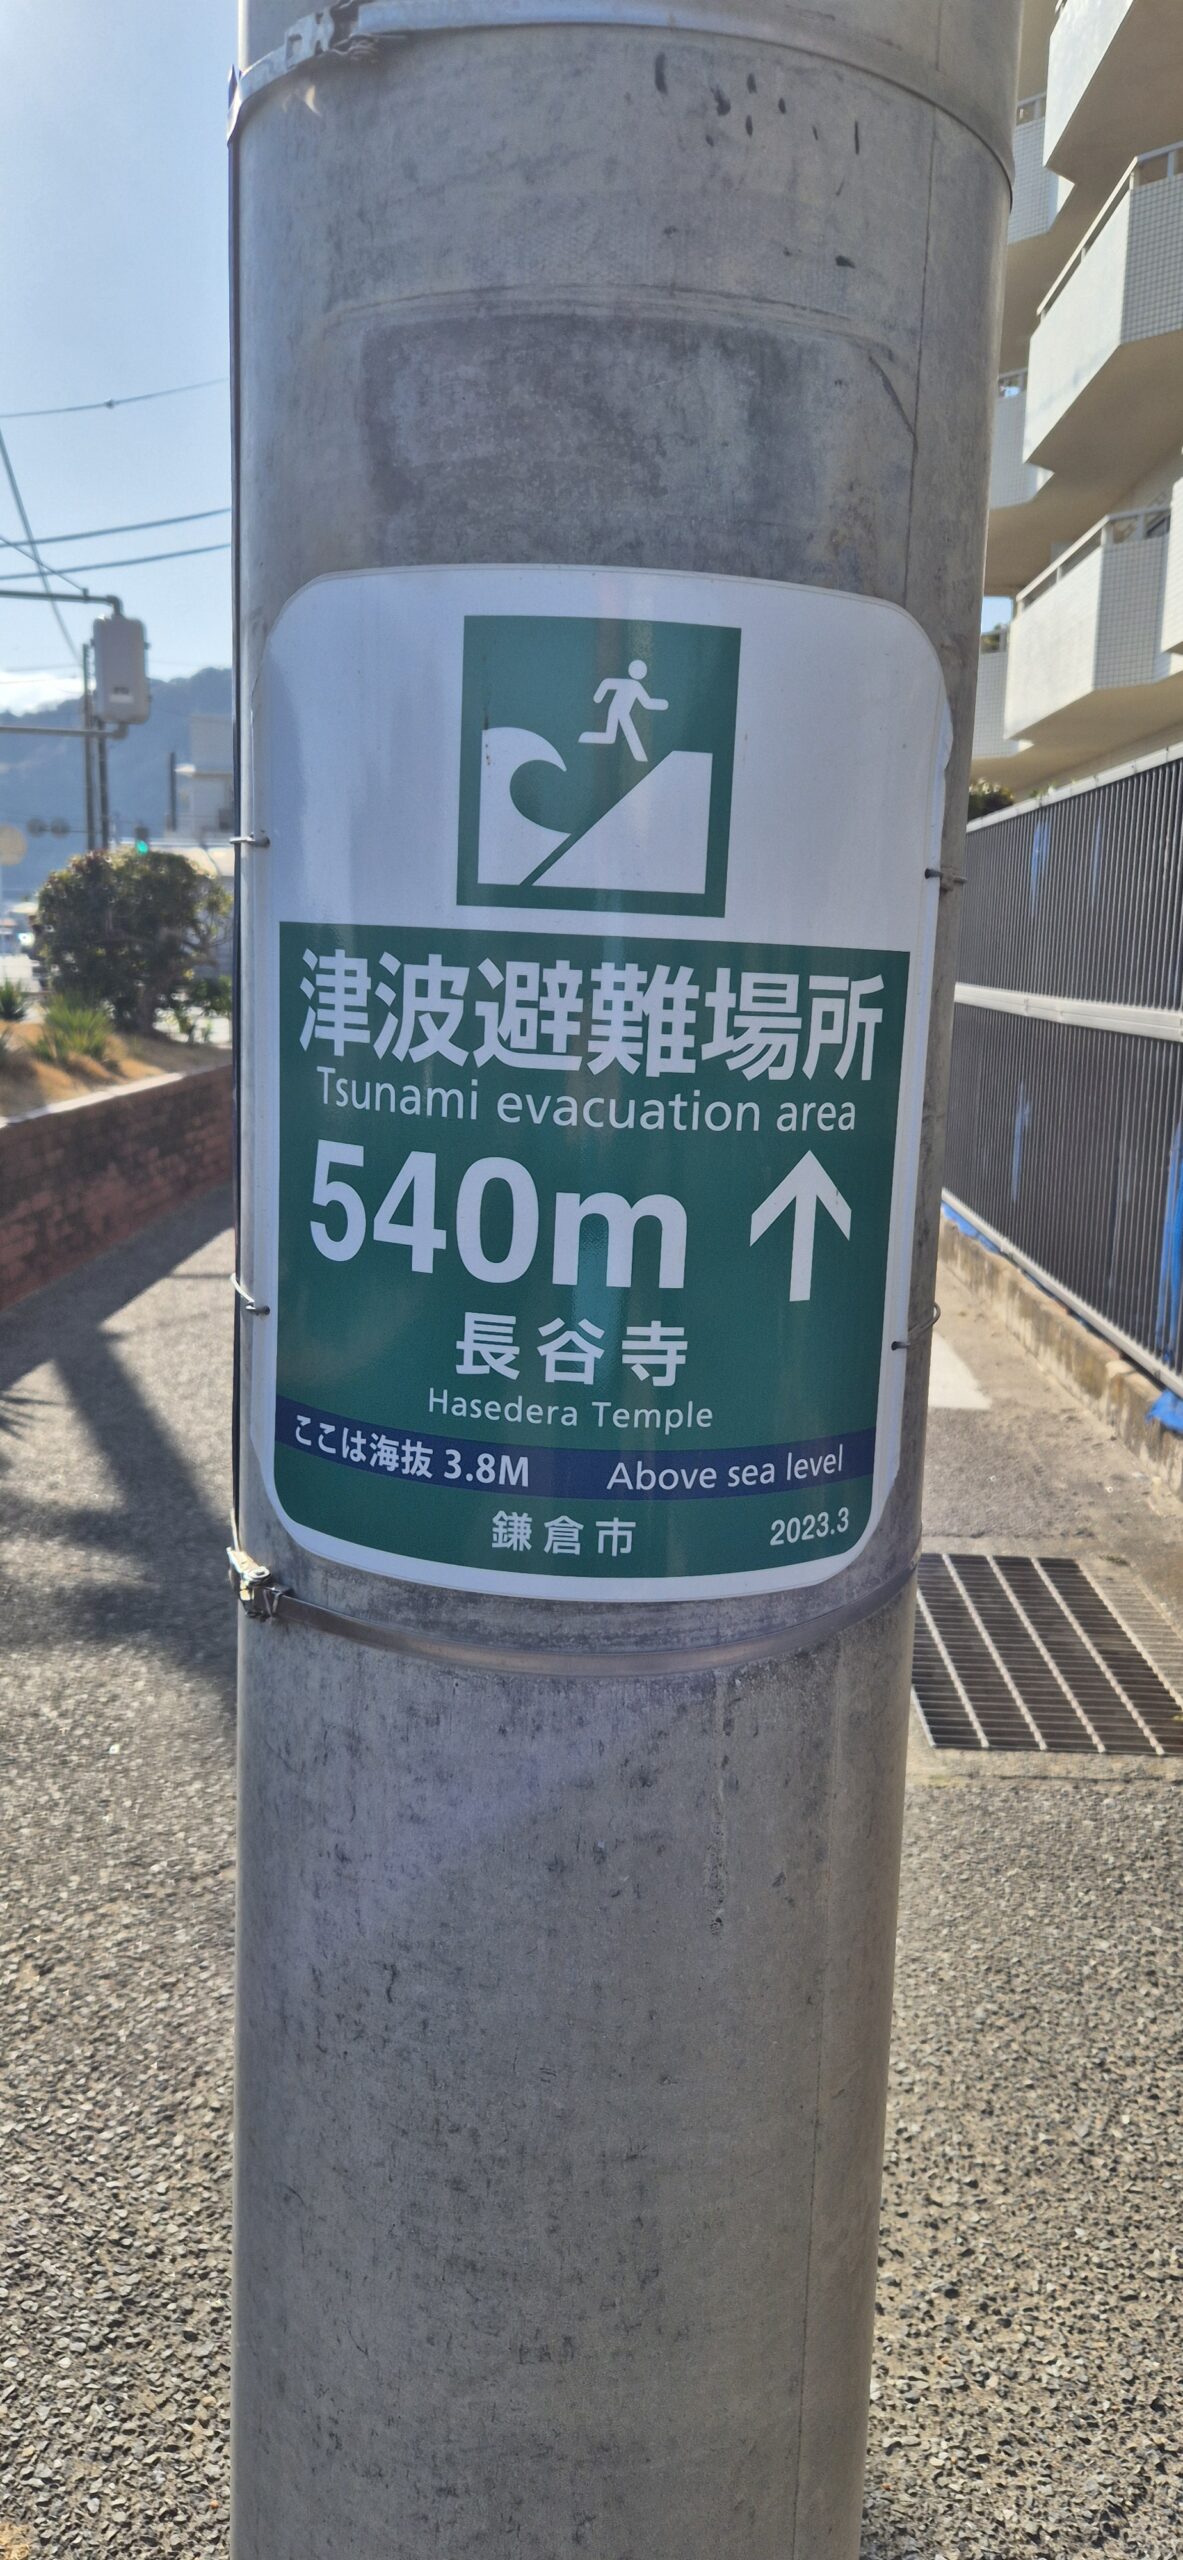 津波避難場所
Tsunami evacuation area
540m ↑
長谷寺
Hasedera Temple
ここは海抜 3.8M Above sea level
鎌倉市 2023.3